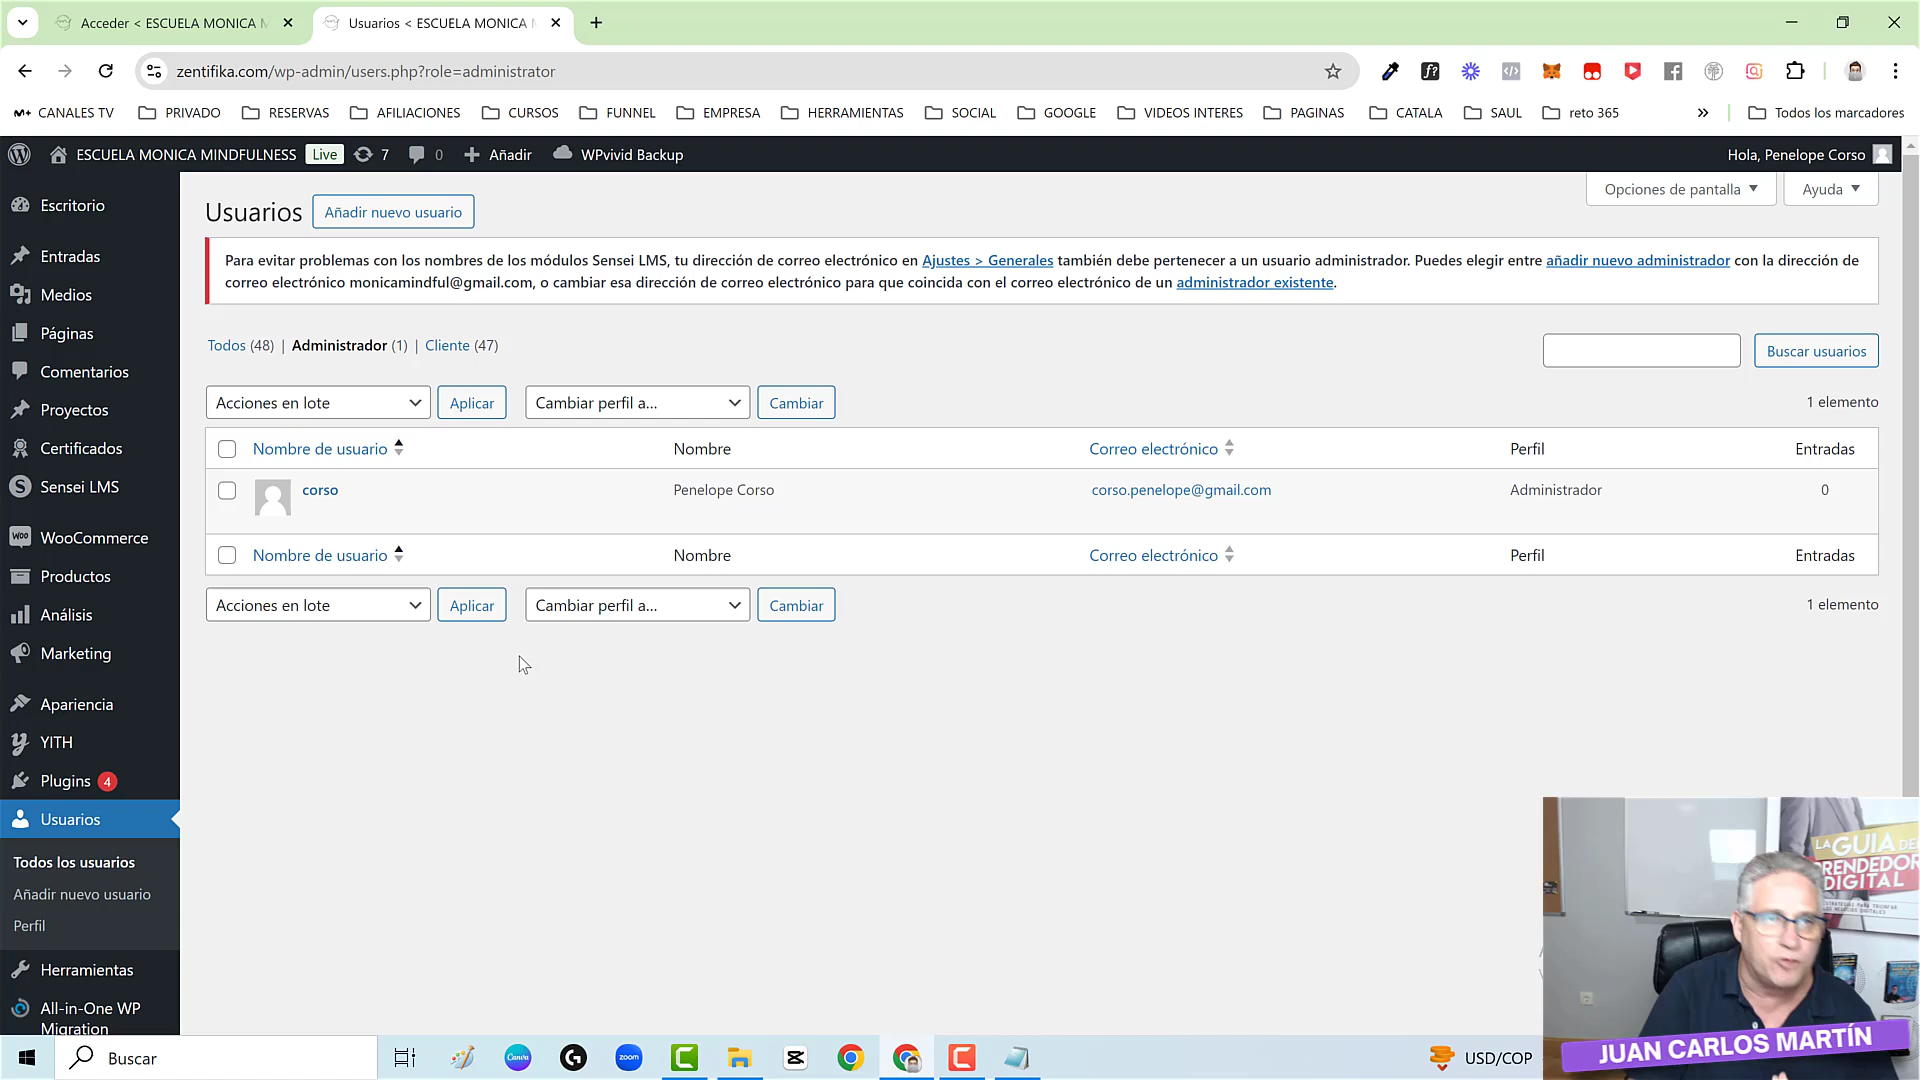 Acceder < ESCUELA MONICA M
Usuarios < ESCUELA MONICA
zentifika.com/wp-admin/users.php?role=administrator
CANALES TV
PRIVADO
RESERVAS
AFILIACIONES
CURSOS
FUNNEL
EMPRESA
HERRAMIENTAS
SOCIAL
GOOGLE
VIDEOS INTERES
PAGINAS
CATALA
SAUL
reto 365
»
Todos los marcadores
ESCUELA MONICA MINDFULNESS
Live
7
0
Añadir
WPvivid Backup
Hola, Penelope Corso
Escritorio
Entradas
Medios
Páginas
Comentarios
Proyectos
Certificados
Sensei LMS
WooCommerce
Productos
Análisis
Marketing
Apariencia
YITH
Plugins 4
Usuarios
Todos los usuarios
Añadir nuevo usuario
Perfil
Herramientas
All-in-One WP
Migration
Opciones de pantalla
Ayuda
Usuarios
Añadir nuevo usuario
Para evitar problemas con los nombres de los módulos Sensei LMS, tu dirección de correo electrónico en Ajustes > Generales también debe pertenecer a un usuario administrador. Puedes elegir entre añadir nuevo administrador con la dirección de
correo electrónico monicamindful@gmail.com, o cambiar esa dirección de correo electrónico para que coincida con el correo electrónico de un administrador existente.
Todos (48) | Administrador (1) | Cliente (47)
Buscar usuarios
Acciones en lote
Aplicar
Cambiar perfil a...
Cambiar
1 elemento
Nombre de usuario
Nombre
Correo electrónico
Perfil
Entradas
corso
Penelope Corso
corso.penelope@gmail.com
Administrador
0
Nombre de usuario
Nombre
Correo electrónico
Perfil
Entradas
Acciones en lote
Aplicar
Cambiar perfil a...
Cambiar
1 elemento
LA GUIA DE
PRENDEDOR
DIGITAL
JUAN CARLOS MARTÍN
Buscar
Canva
zoom
USD/COP